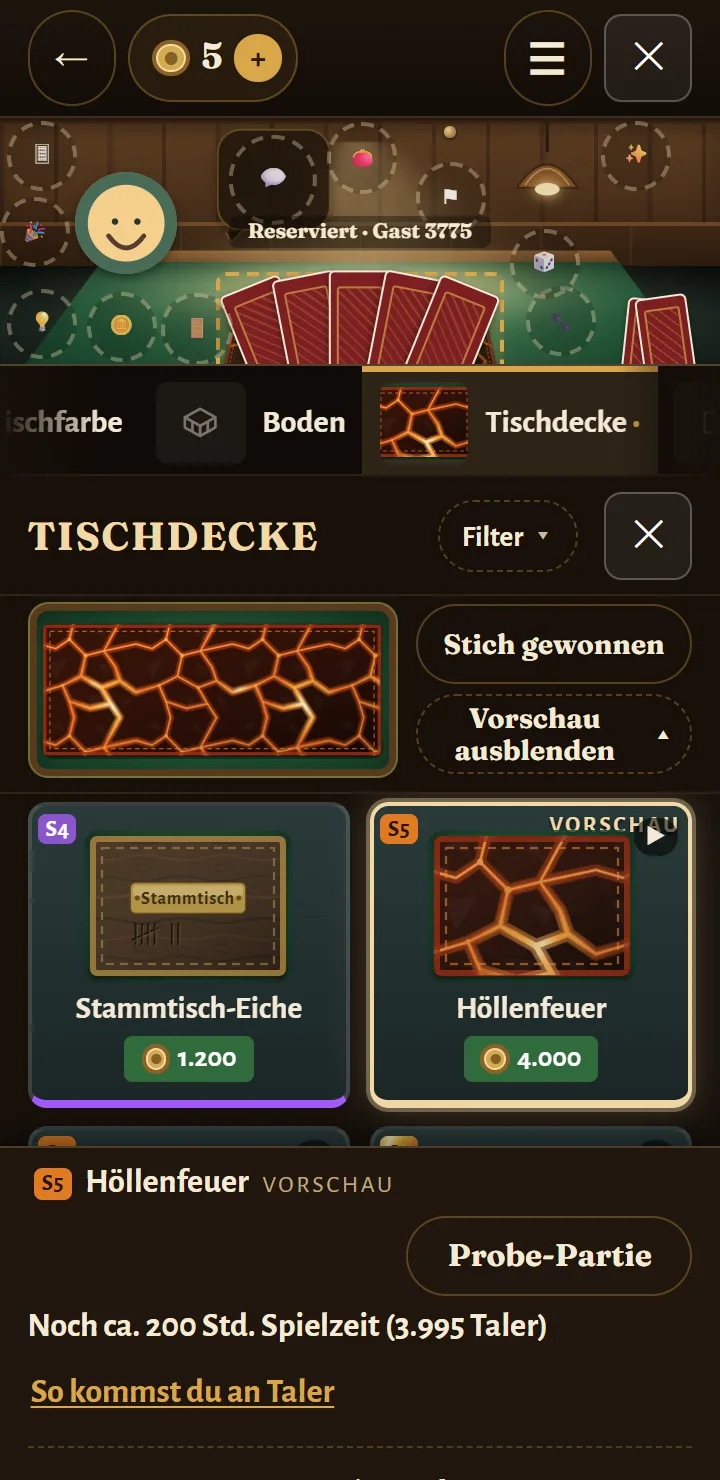 5
Reserviert · Gast 3775
ischfarbe
Boden
Tischdecke
TISCHDECKE
Filter
Stich gewonnen
Vorschau
ausblenden
S4
Stammtisch
Stammtisch-Eiche
1.200
S5
VORSCHAU
Höllenfeuer
4.000
S5 Höllenfeuer VORSCHAU
Probe-Partie
Noch ca. 200 Std. Spielzeit (3.995 Taler)
So kommst du an Taler